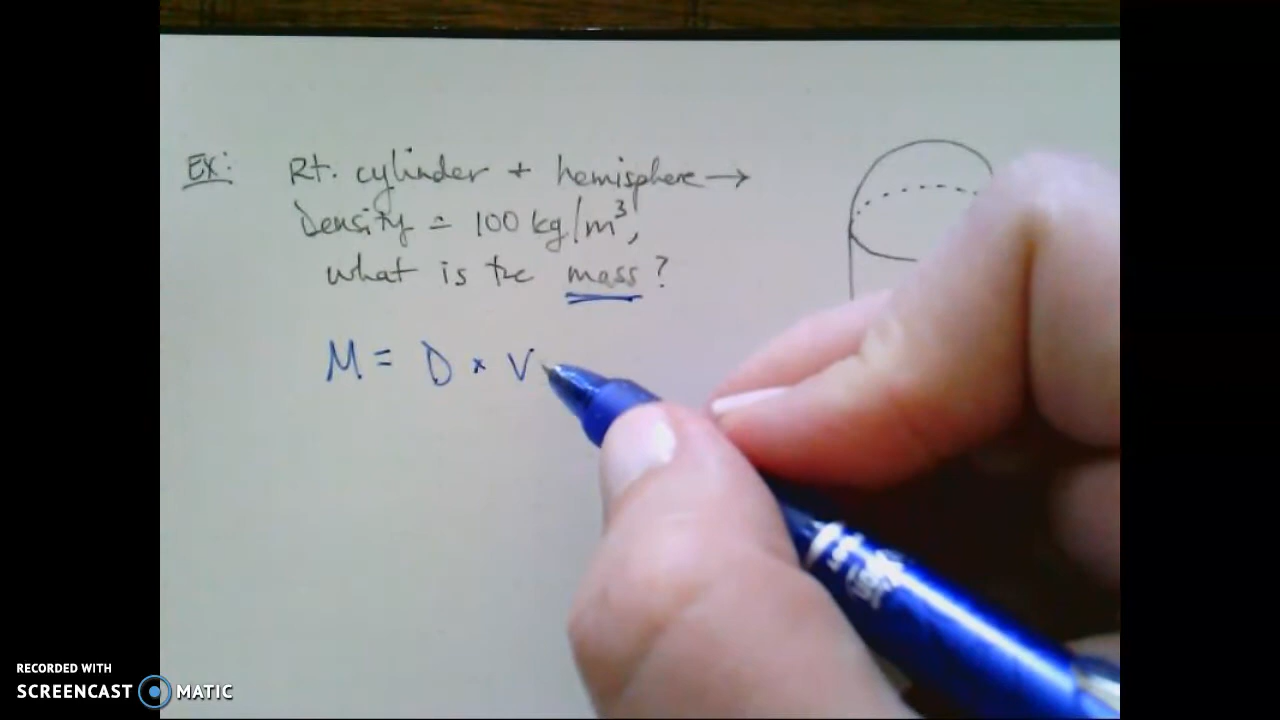 Ex: Rt. cylinder + hemisphere →
Density = 100 kg/m³,
what is the mass?
M = D × V
RECORDED WITH
SCREENCAST MATIC